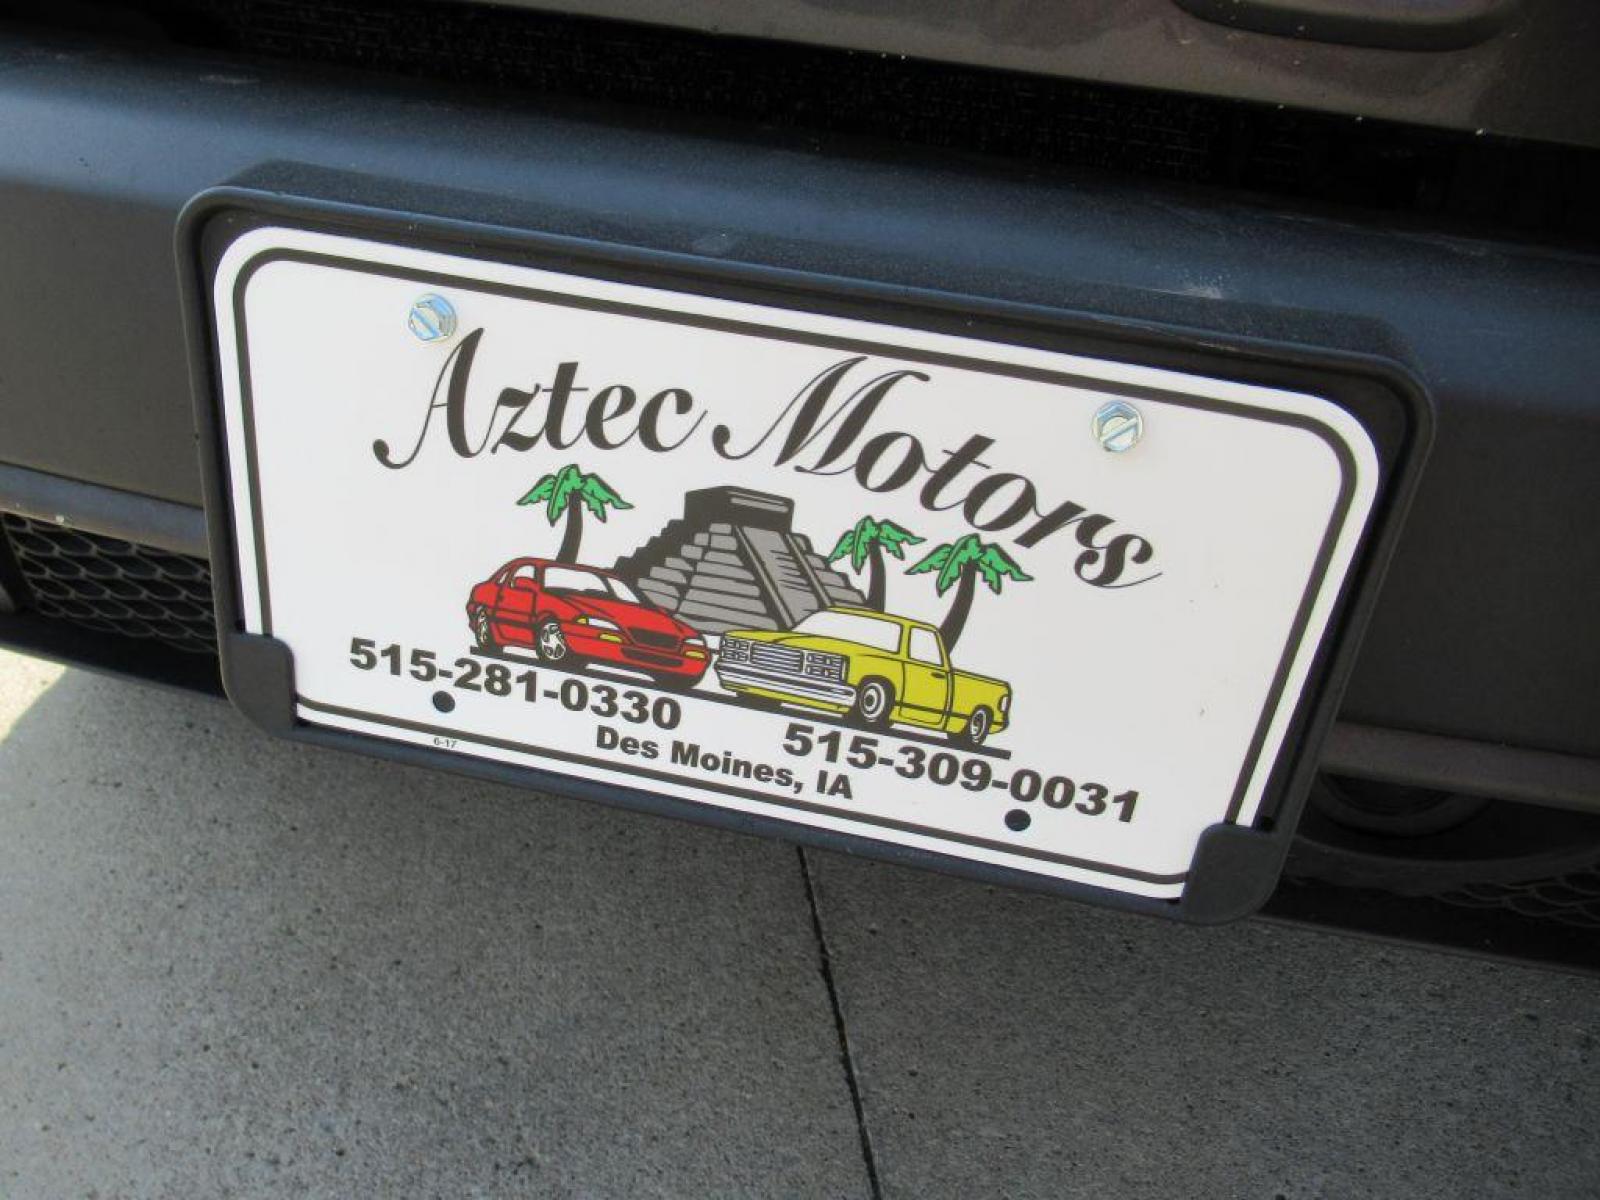 Aztec Motors
515-281-0330
515-309-0031
Des Moines, IA
6-17